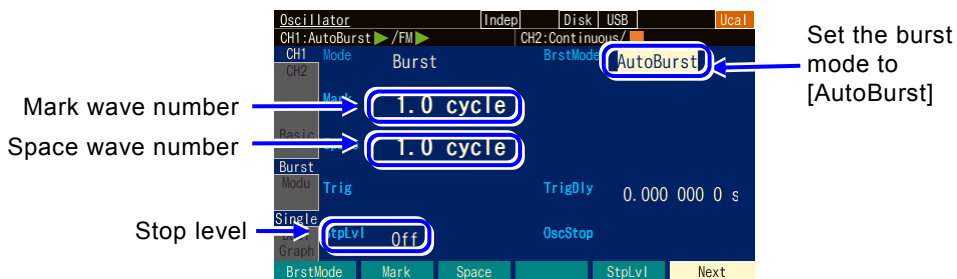 Oscillator Indep Disk USB Ucal
CH1:AutoBurst /FM CH2:Continuous/
CH1 Mode Burst BrstMode AutoBurst
CH2
Set the burst
mode to
[AutoBurst]
Mark wave number Mark 1.0 cycle
Basic
Space wave number 1.0 cycle
Burst
Modu Trig TrigDly 0.000 000 0 s
Single
Stop level StpLvl Off OscStop
Graph
BrstMode Mark Space StpLvl Next